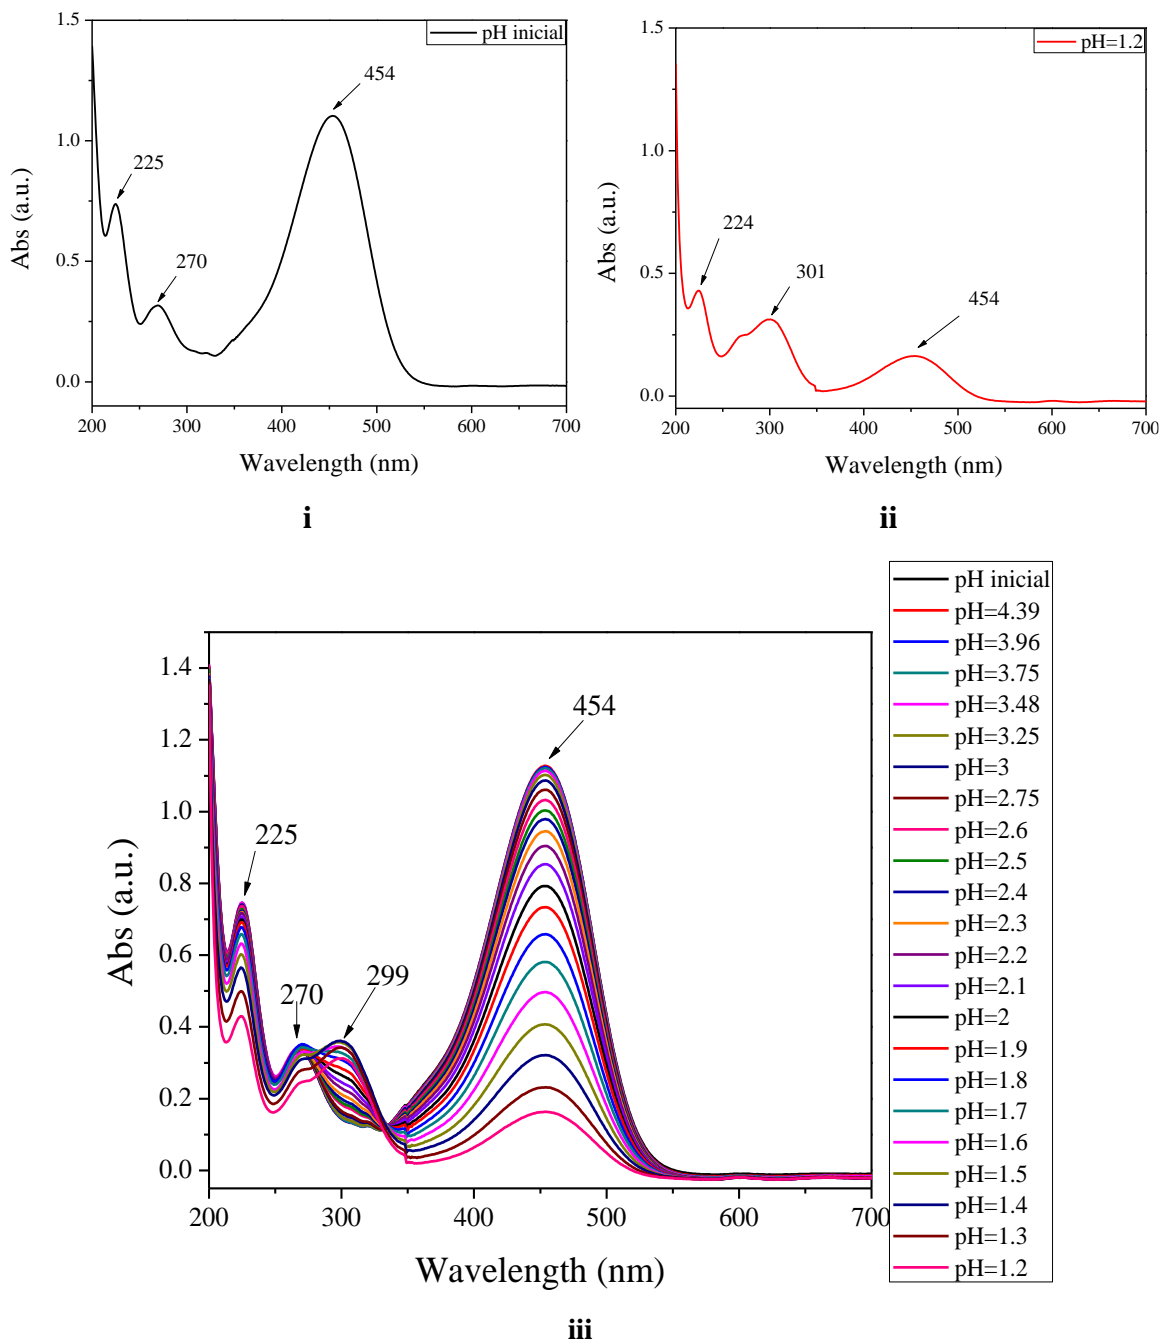 1.5
1.0
0.5
0.0
Abs (a.u.)
pH inicial
454
225
270
200 300 400 500 600 700
Wavelength (nm)
i
1.5
1.0
0.5
0.0
Abs (a.u.)
pH=1.2
224
301
454
200 300 400 500 600 700
Wavelength (nm)
ii
1.4
1.2
1.0
0.8
0.6
0.4
0.2
0.0
Abs (a.u.)
454
225
270
299
200 300 400 500 600 700
Wavelength (nm)
pH inicial
pH=4.39
pH=3.96
pH=3.75
pH=3.48
pH=3.25
pH=3
pH=2.75
pH=2.6
pH=2.5
pH=2.4
pH=2.3
pH=2.2
pH=2.1
pH=2
pH=1.9
pH=1.8
pH=1.7
pH=1.6
pH=1.5
pH=1.4
pH=1.3
pH=1.2
iii